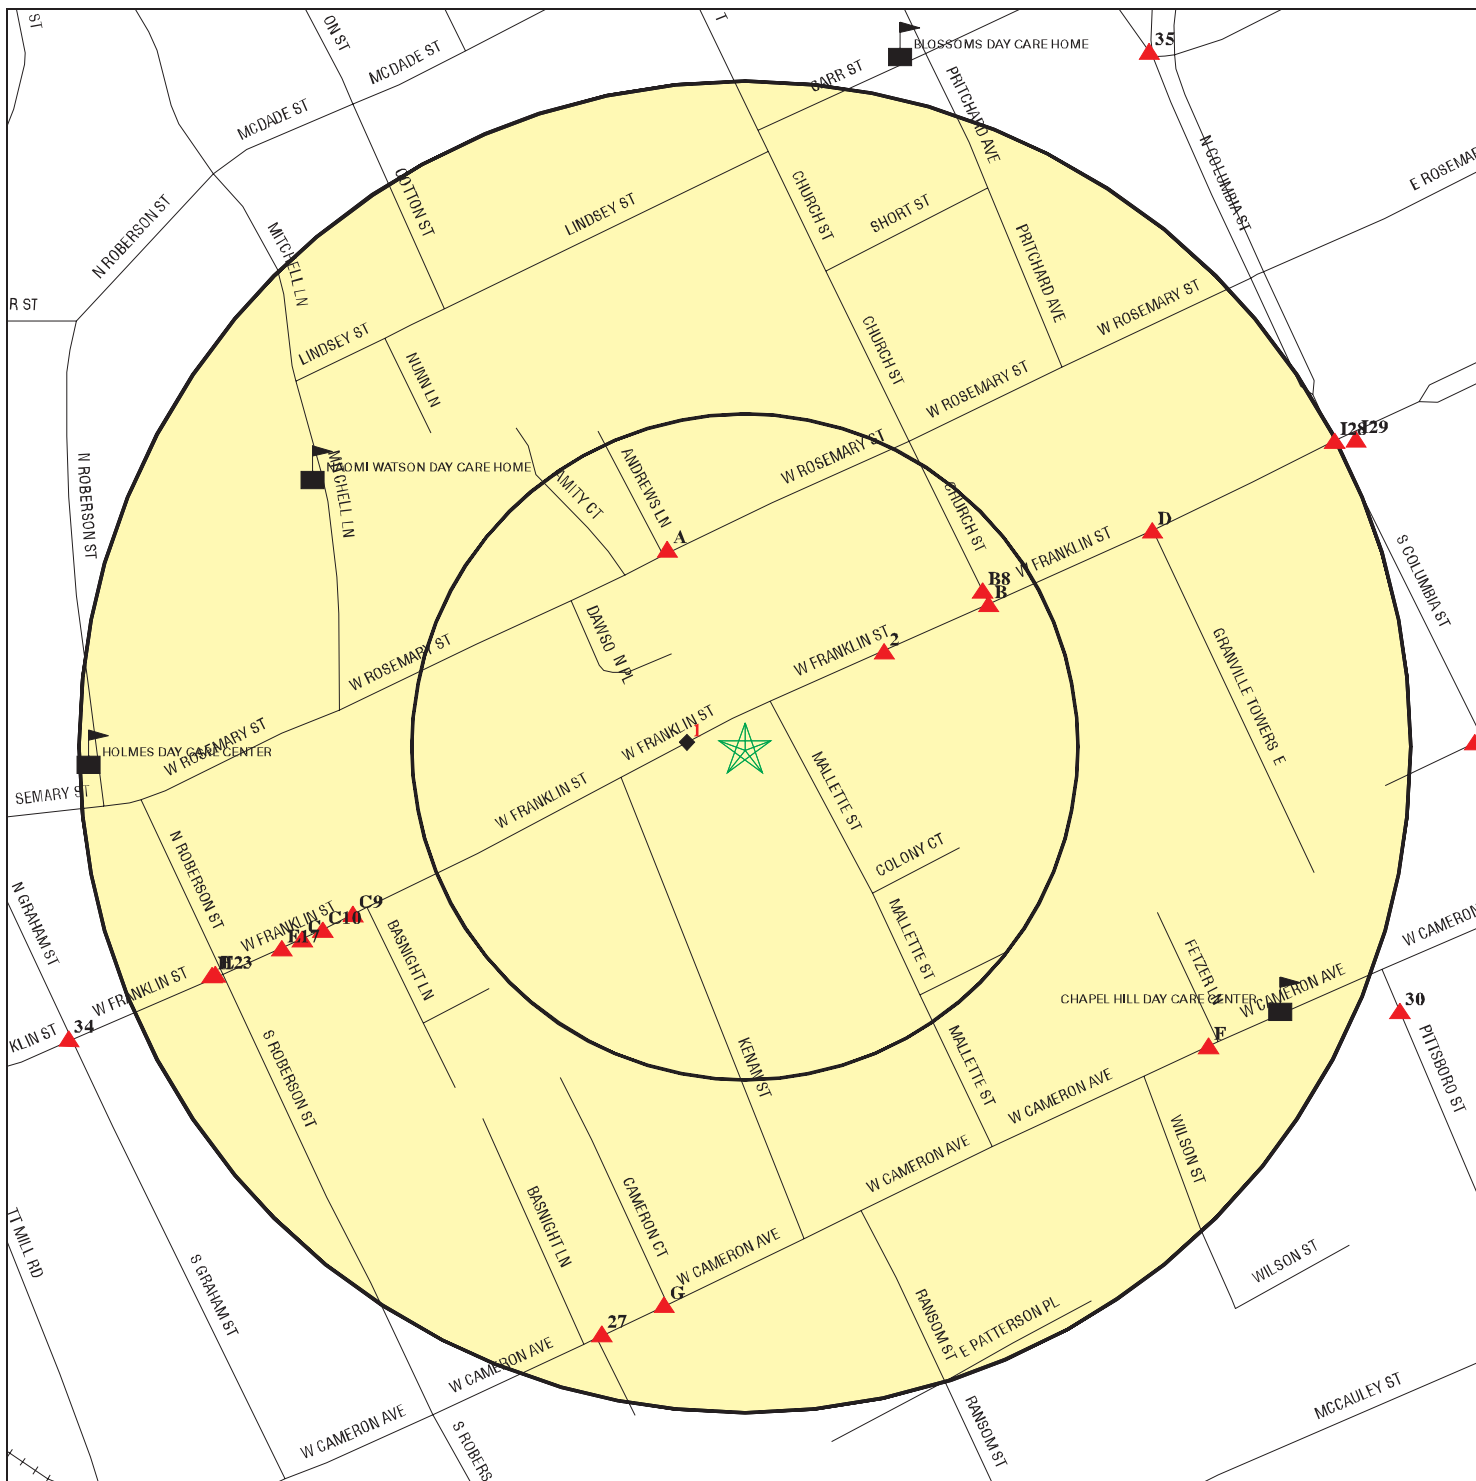 ST
ON ST
MCDADE ST
T
BLOSSOMS DAY CARE HOME
35
CARR ST
PRITCHARD AVE
MCDADE ST
N COLUMBIA ST
E ROSEMAR
COTTON ST
CHURCH ST
SHORT ST
LINDSEY ST
N ROBERSON ST
MITCHELL LN
PRITCHARD AVE
R ST
W ROSEMARY ST
LINDSEY ST
CHURCH ST
NUNN LN
W ROSEMARY ST
I28
I29
NAOMI WATSON DAY CARE HOME
W ROSEMARY ST
N ROBERSON ST
MITCHELL LN
AMITY CT
ANDREWS LN
CHURCH ST
D
A
W FRANKLIN ST
S COLUMBIA ST
B8
B
DAWSO N PL
W FRANKLIN ST
2
W ROSEMARY ST
GRANVILLE TOWERS E
W FRANKLIN ST
1
HOLMES DAY CARE CENTER
W ROSEMARY ST
SEMARY ST
W FRANKLIN ST
MALLETTE ST
N ROBERSON ST
COLONY CT
N GRAHAM ST
W FRANKLIN ST
C9
C10
C
E17
BASNIGHT LN
MALLETTE ST
W CAMERON
FETZER LN
H23
W FRANKLIN ST
W CAMERON AVE
CHAPEL HILL DAY CARE CENTER
30
34
KLIN ST
F
S ROBERSON ST
KENAN ST
MALLETTE ST
W CAMERON AVE
PITTSBORO ST
WILSON ST
W CAMERON AVE
TT MILL RD
BASNIGHT LN
CAMERON CT
W CAMERON AVE
S GRAHAM ST
WILSON ST
G
27
RANSOM ST
E PATTERSON PL
W CAMERON AVE
W CAMERON AVE
MCCAULEY ST
S ROBERS
RANSOM ST